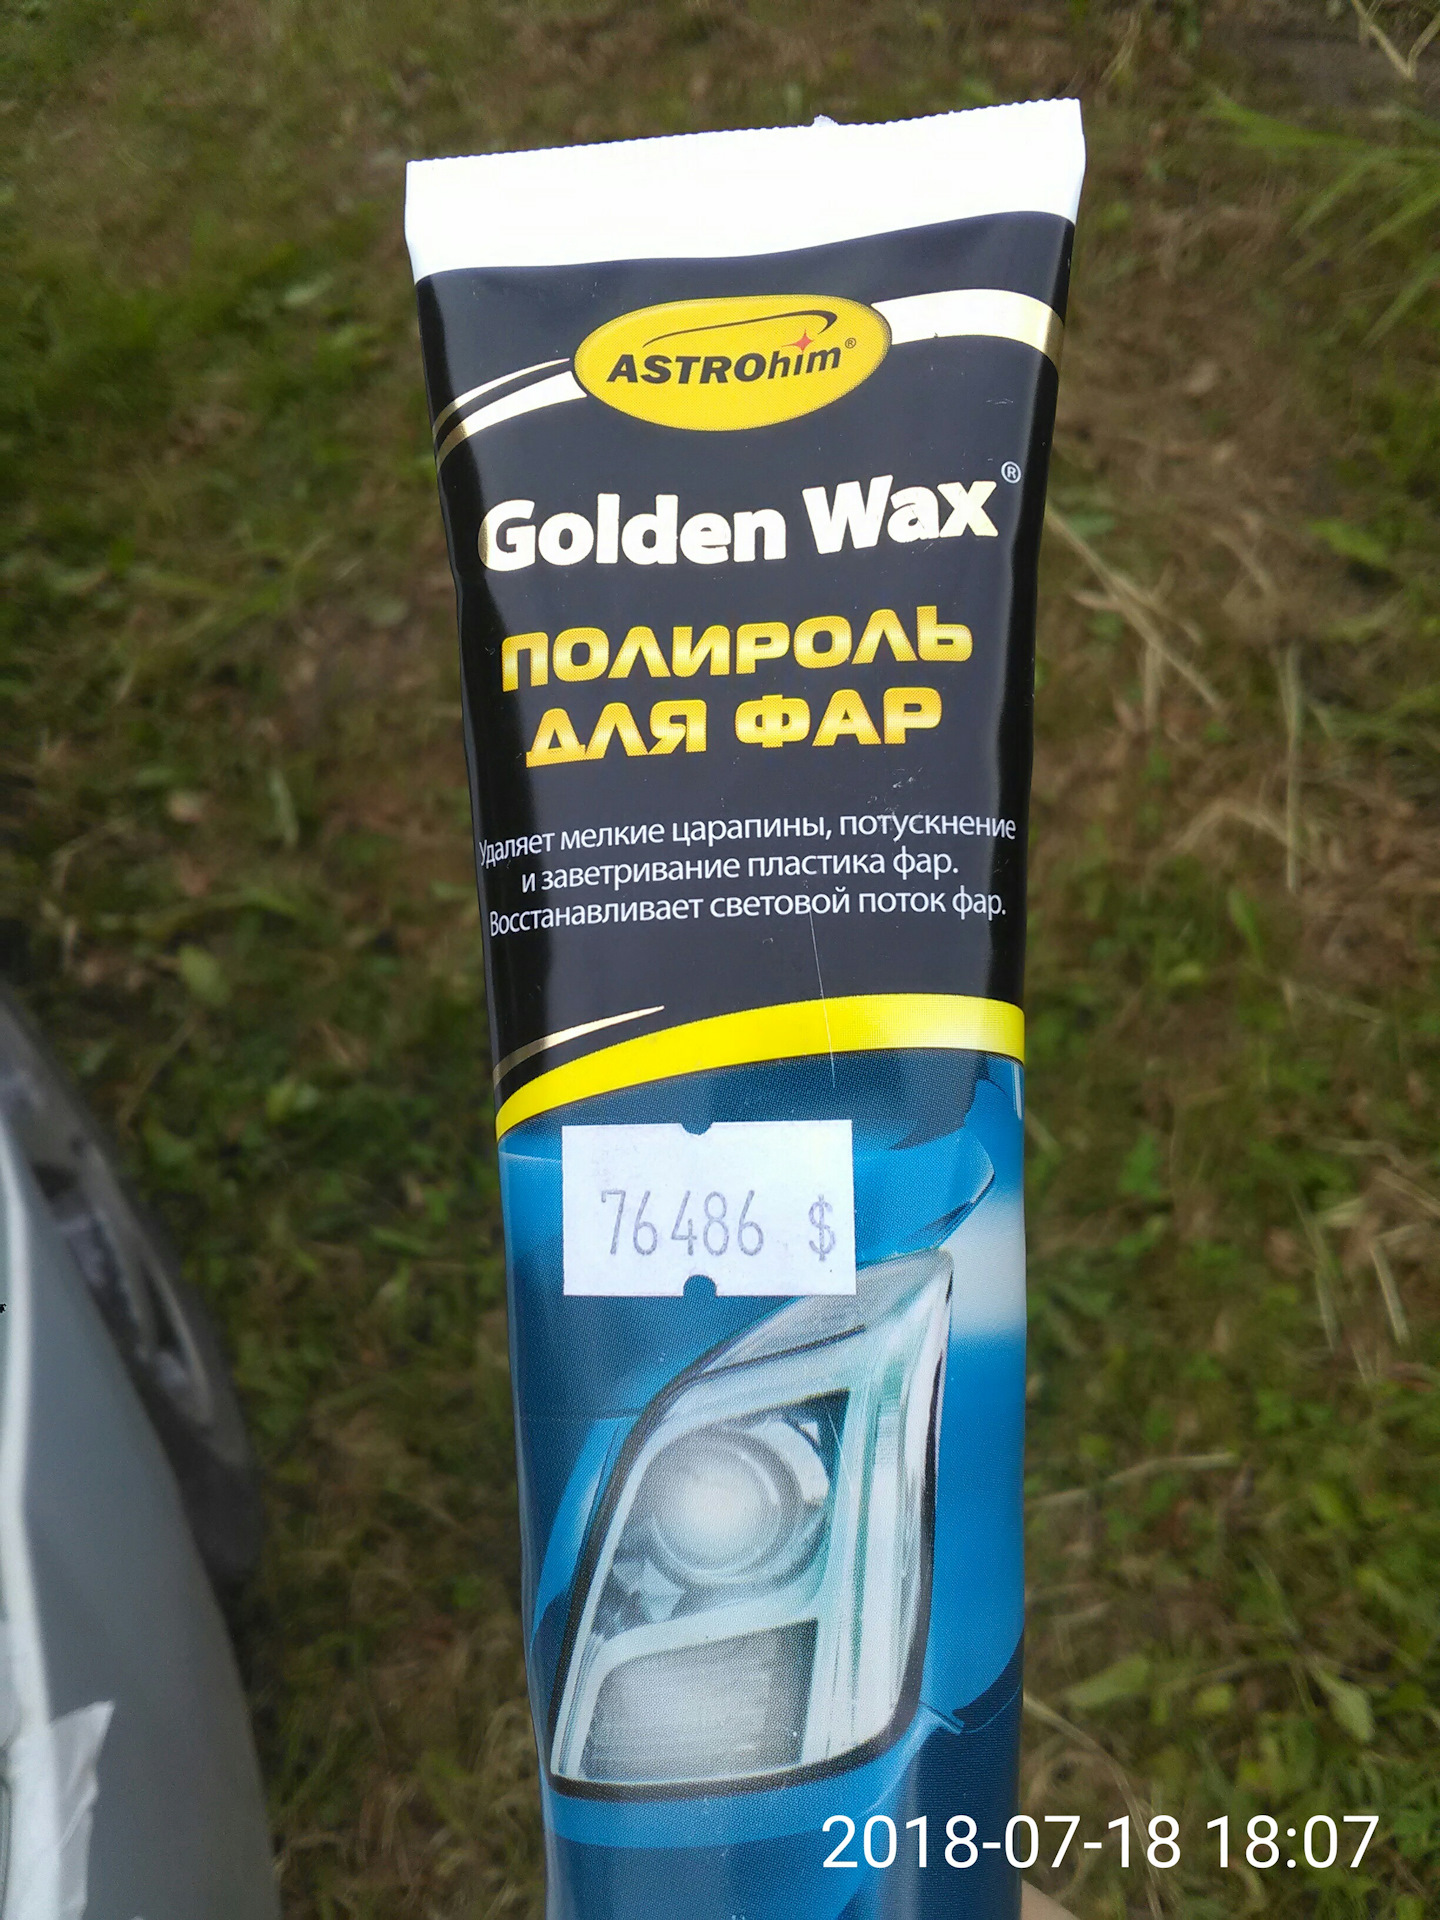 ASTROhim®
Golden Wax®
ПОЛИРОЛЬ
ДЛЯ ФАР
Удаляет мелкие царапины, потускнение
и заветривание пластика фар.
Восстанавливает световой поток фар.
76486 $
2018-07-18 18:07